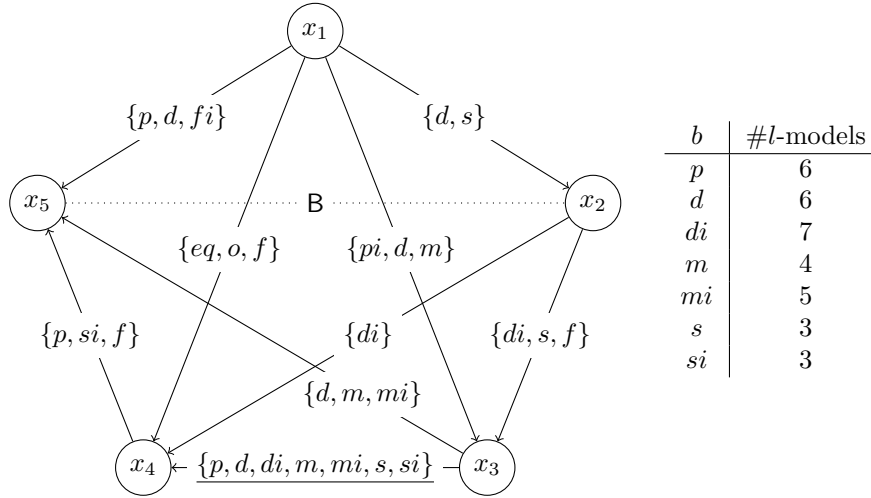 x₁
{p, d, fi}
{d, s}
x₅
B
x₂
{eq, o, f}
{pi, d, m}
{p, si, f}
{di}
{di, s, f}
{d, m, mi}
x₄
{p, d, di, m, mi, s, si}
x₃
b #l-models
p 6
d 6
di 7
m 4
mi 5
s 3
si 3